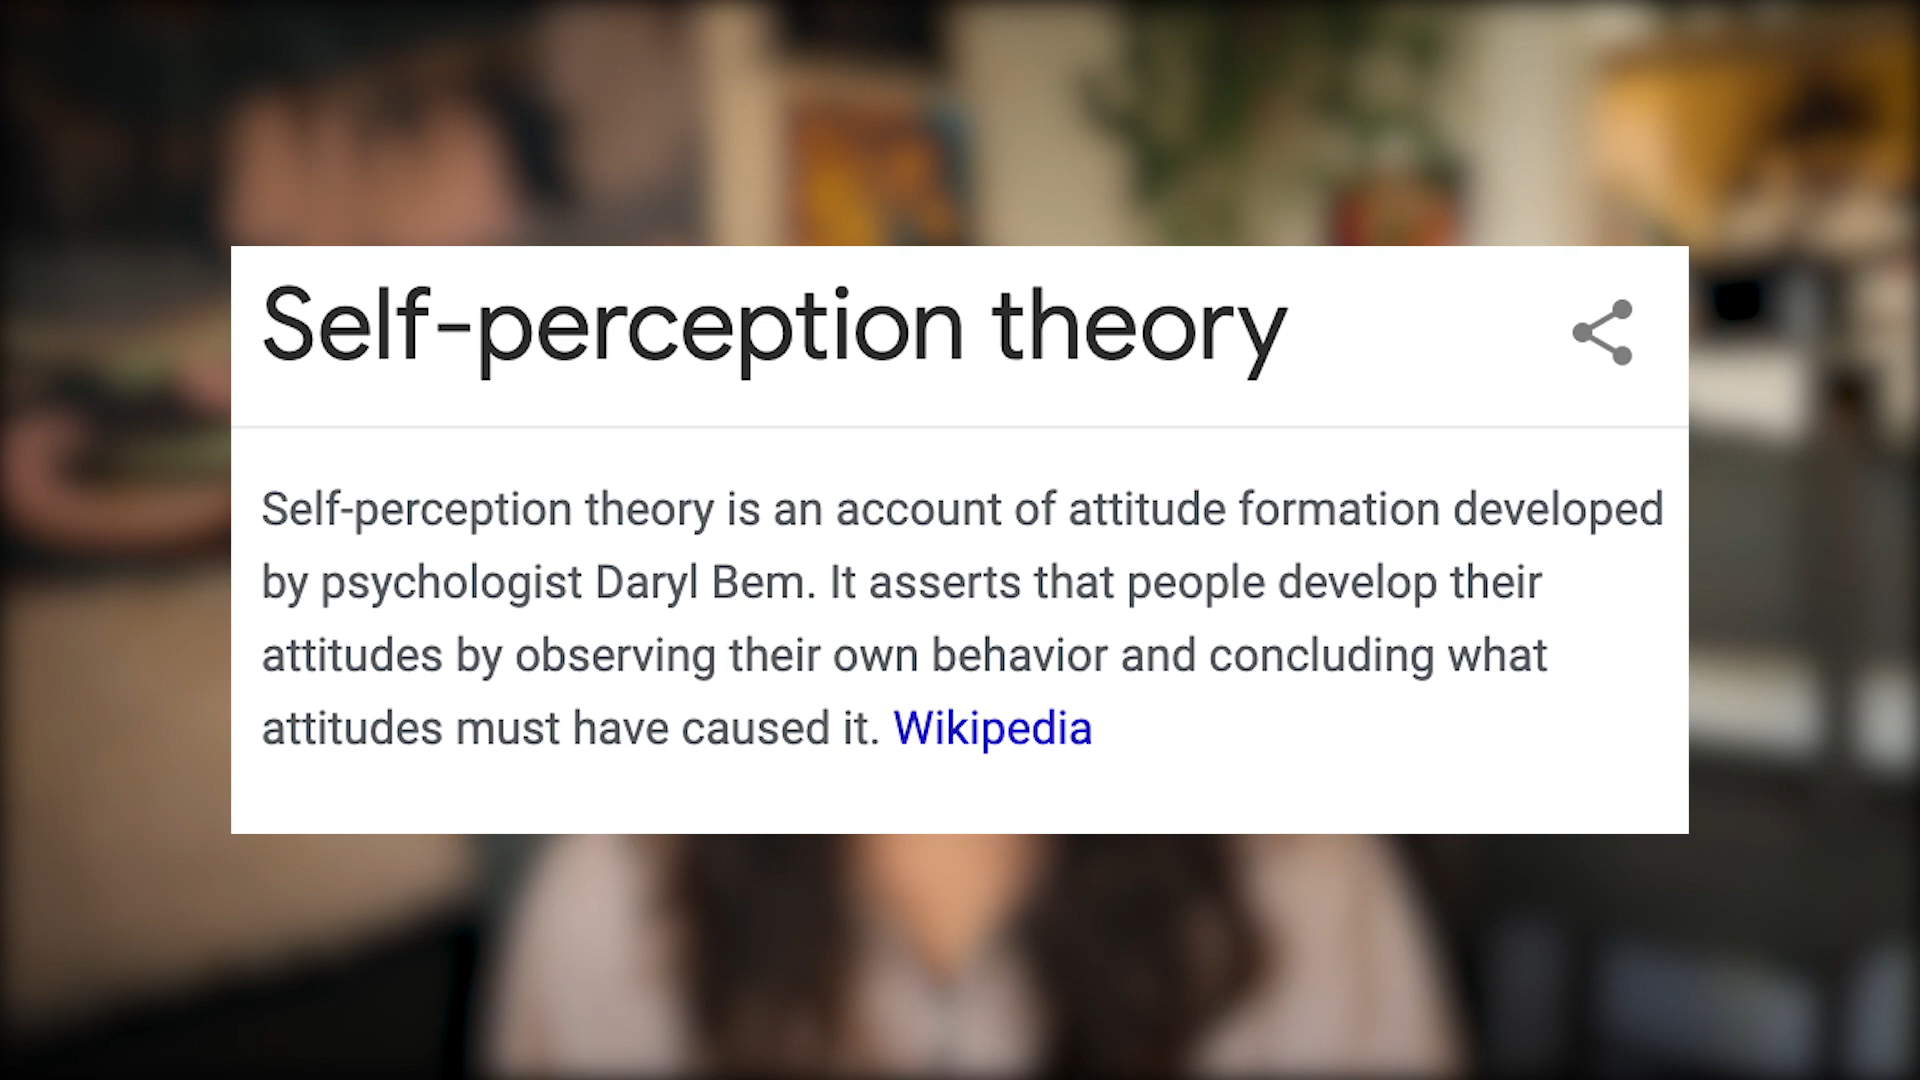 Self-perception theory
Self-perception theory is an account of attitude formation developed
by psychologist Daryl Bem. It asserts that people develop their
attitudes by observing their own behavior and concluding what
attitudes must have caused it. Wikipedia